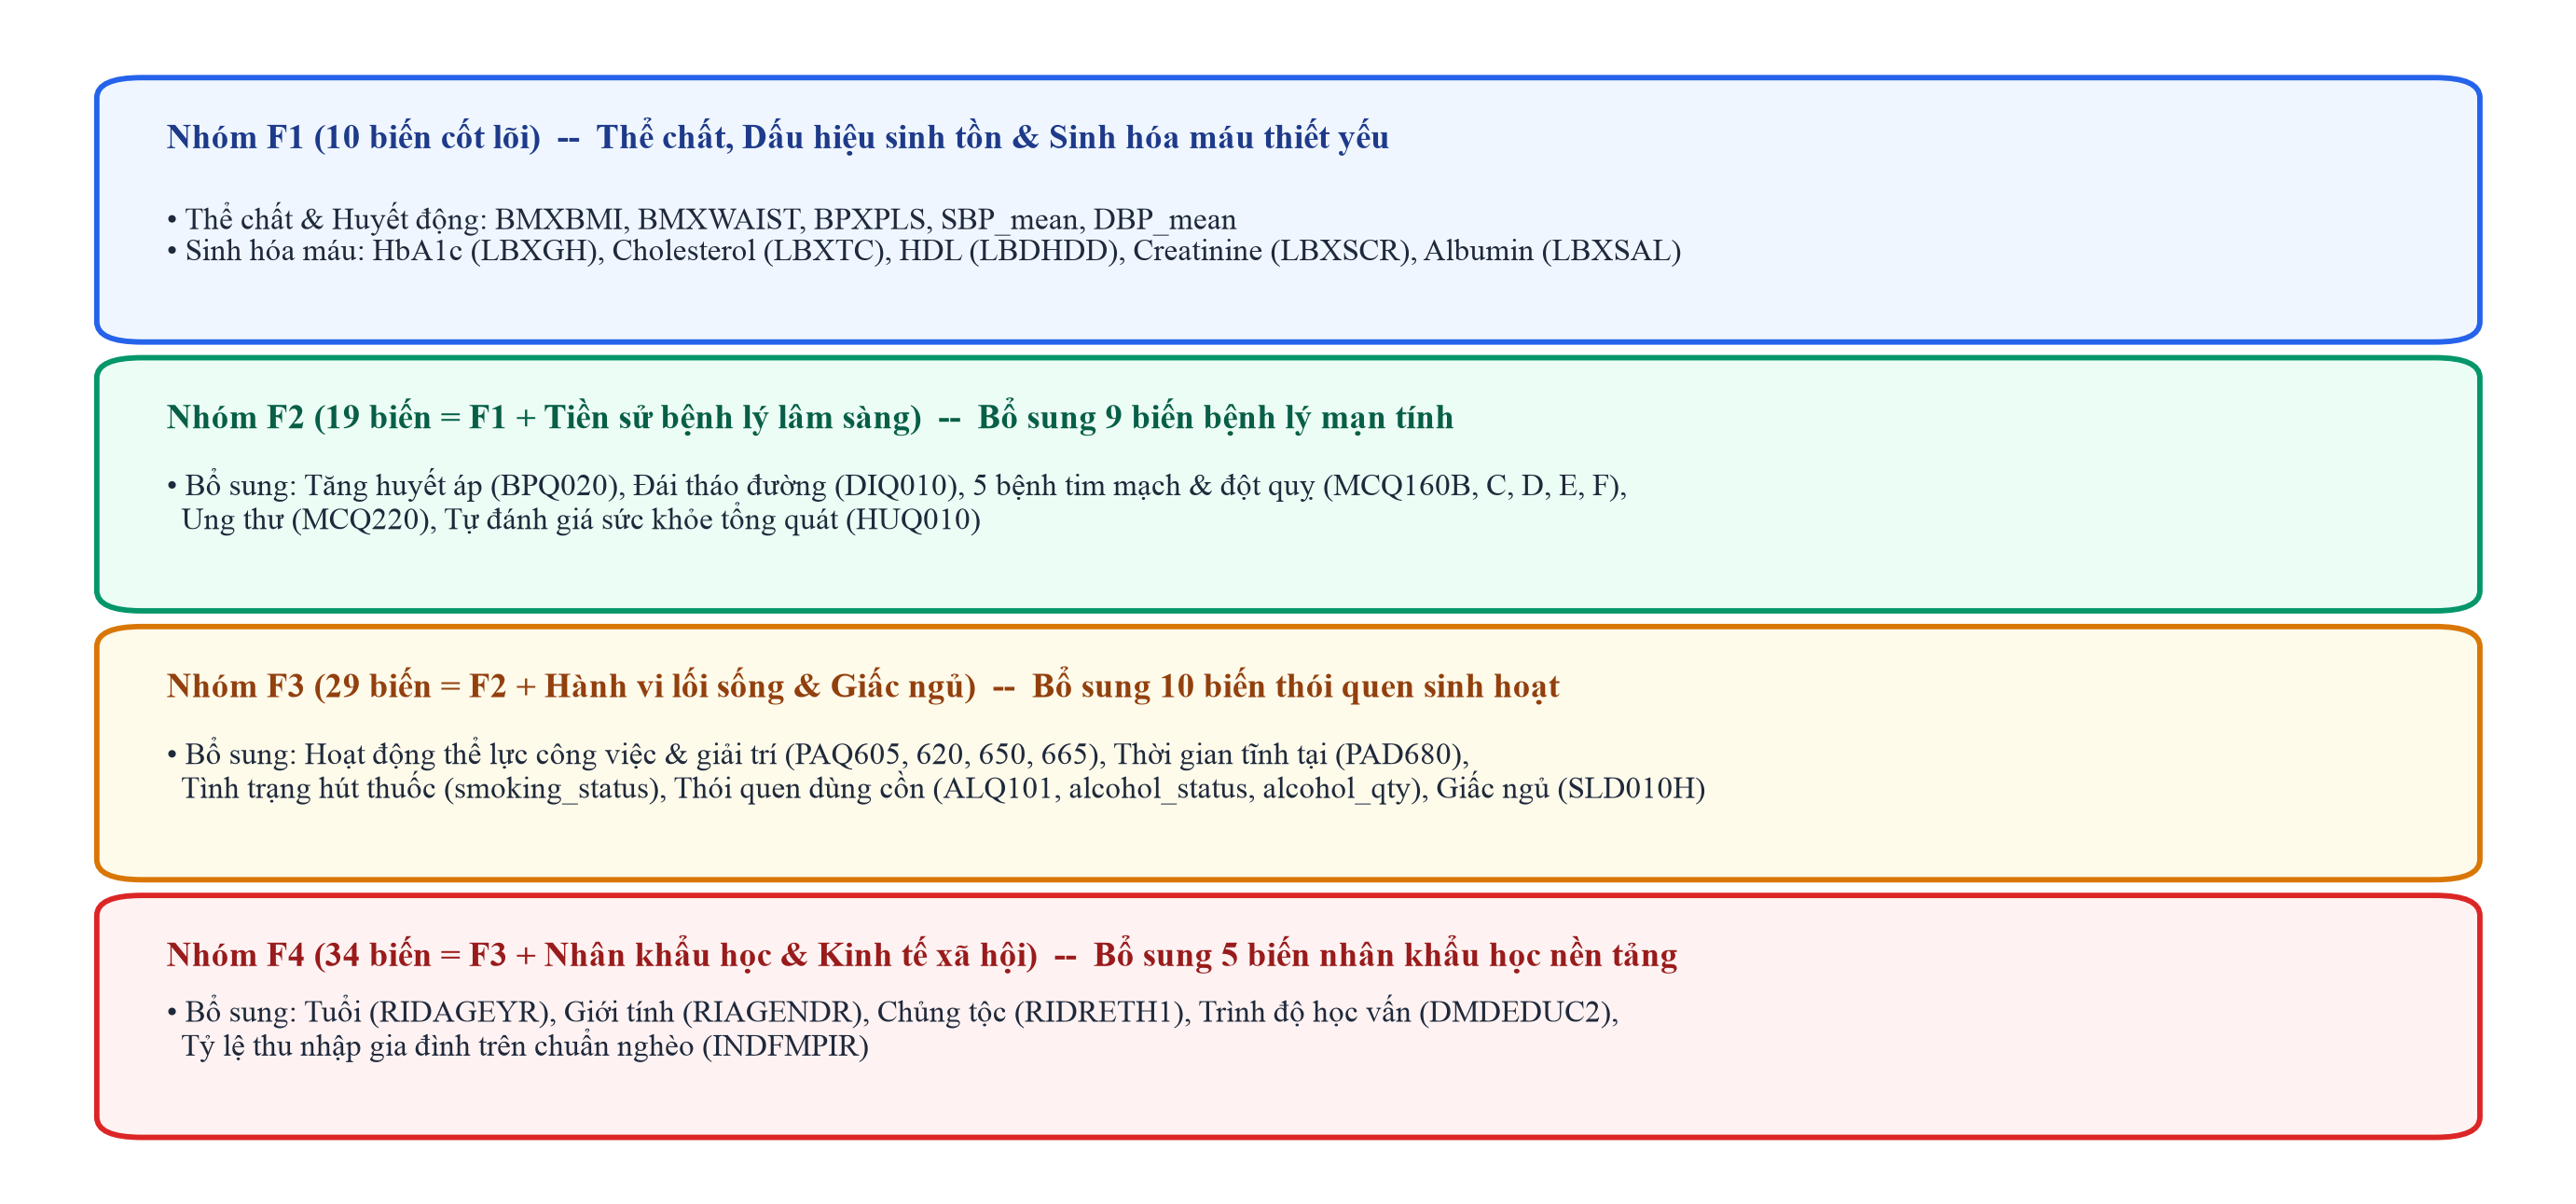 Nhóm F1 (10 biến cốt lõi) -- Thể chất, Dấu hiệu sinh tồn & Sinh hóa máu thiết yếu
• Thể chất & Huyết động: BMXBMI, BMXWAIST, BPXPLS, SBP_mean, DBP_mean
• Sinh hóa máu: HbA1c (LBXGH), Cholesterol (LBXTC), HDL (LBDHDD), Creatinine (LBXSCR), Albumin (LBXSAL)
Nhóm F2 (19 biến = F1 + Tiền sử bệnh lý lâm sàng) -- Bổ sung 9 biến bệnh lý mạn tính
• Bổ sung: Tăng huyết áp (BPQ020), Đái tháo đường (DIQ010), 5 bệnh tim mạch & đột quỵ (MCQ160B, C, D, E, F),
Ung thư (MCQ220), Tự đánh giá sức khỏe tổng quát (HUQ010)
Nhóm F3 (29 biến = F2 + Hành vi lối sống & Giấc ngủ) -- Bổ sung 10 biến thói quen sinh hoạt
• Bổ sung: Hoạt động thể lực công việc & giải trí (PAQ605, 620, 650, 665), Thời gian tĩnh tại (PAD680),
Tình trạng hút thuốc (smoking_status), Thói quen dùng cồn (ALQ101, alcohol_status, alcohol_qty), Giấc ngủ (SLD010H)
Nhóm F4 (34 biến = F3 + Nhân khẩu học & Kinh tế xã hội) -- Bổ sung 5 biến nhân khẩu học nền tảng
• Bổ sung: Tuổi (RIDAGEYR), Giới tính (RIAGENDR), Chủng tộc (RIDRETH1), Trình độ học vấn (DMDEDUC2),
Tỷ lệ thu nhập gia đình trên chuẩn nghèo (INDFMPIR)